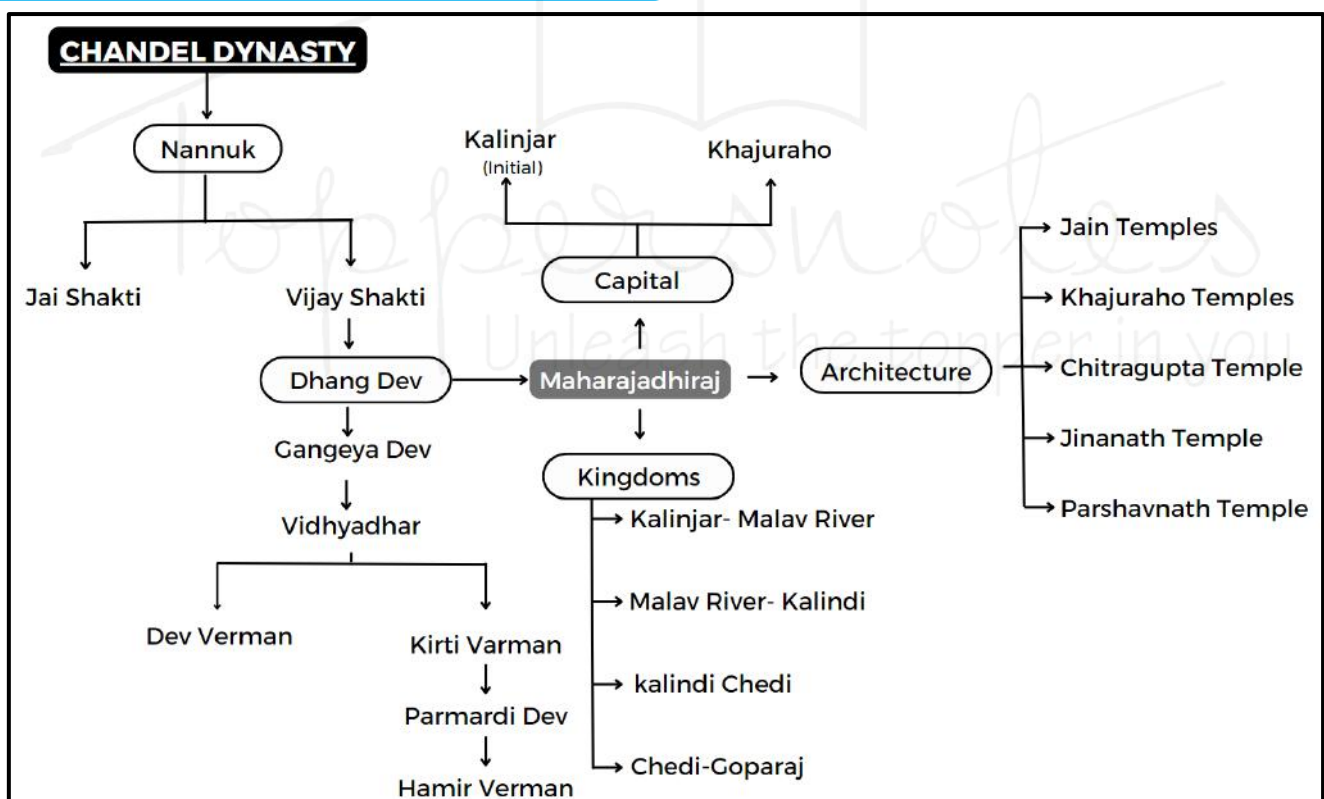 CHANDEL DYNASTY
Nannuk
Jai Shakti
Vijay Shakti
Dhang Dev
Gangeya Dev
Vidhyadhar
Dev Verman
Kirti Varman
Parmardi Dev
Hamir Verman
Maharajadhiraj
Capital
Kalinjar
(Initial)
Khajuraho
Kingdoms
Kalinjar- Malav River
Malav River- Kalindi
kalindi Chedi
Chedi-Goparaj
Architecture
Jain Temples
Khajuraho Temples
Chitragupta Temple
Jinanath Temple
Parshavnath Temple
Toppersnotes
Unleash the topper in you